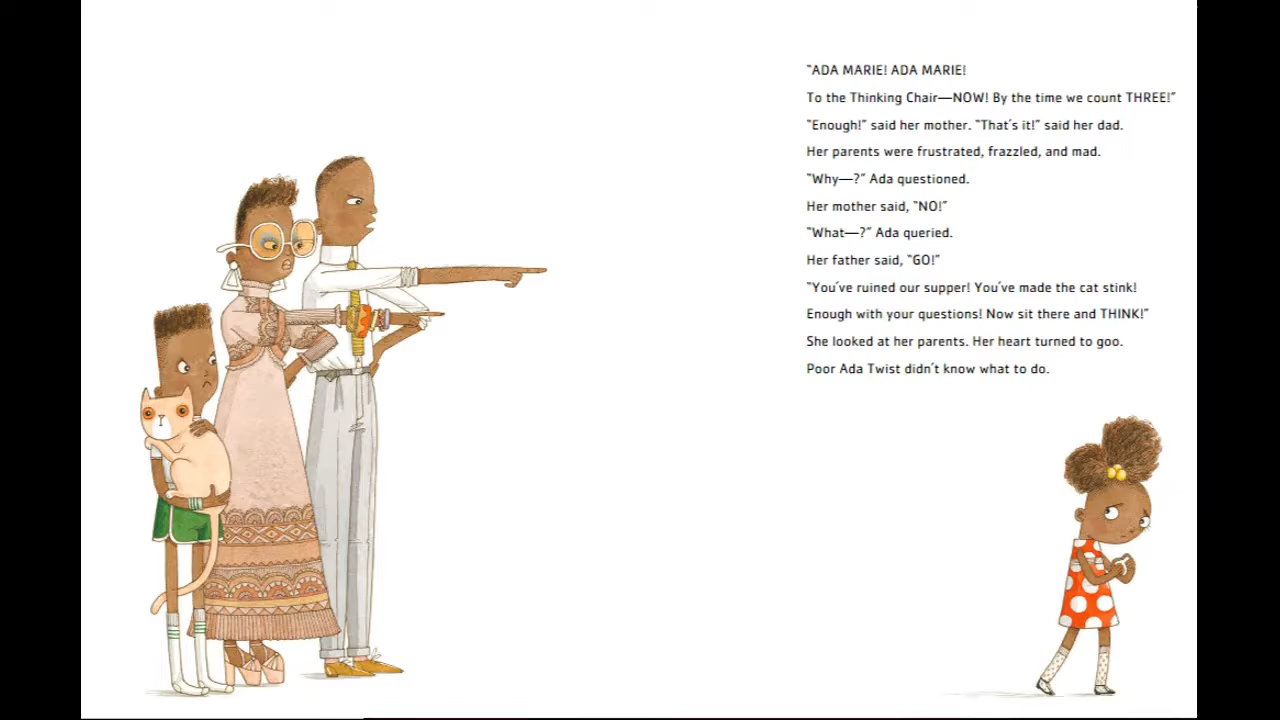 “ADA MARIE! ADA MARIE!
To the Thinking Chair—NOW! By the time we count THREE!”
“Enough!” said her mother. “That’s it!” said her dad.
Her parents were frustrated, frazzled, and mad.
“Why—?” Ada questioned.
Her mother said, “NO!”
“What—?” Ada queried.
Her father said, “GO!”
“You’ve ruined our supper! You’ve made the cat stink!
Enough with your questions! Now sit there and THINK!”
She looked at her parents. Her heart turned to goo.
Poor Ada Twist didn’t know what to do.